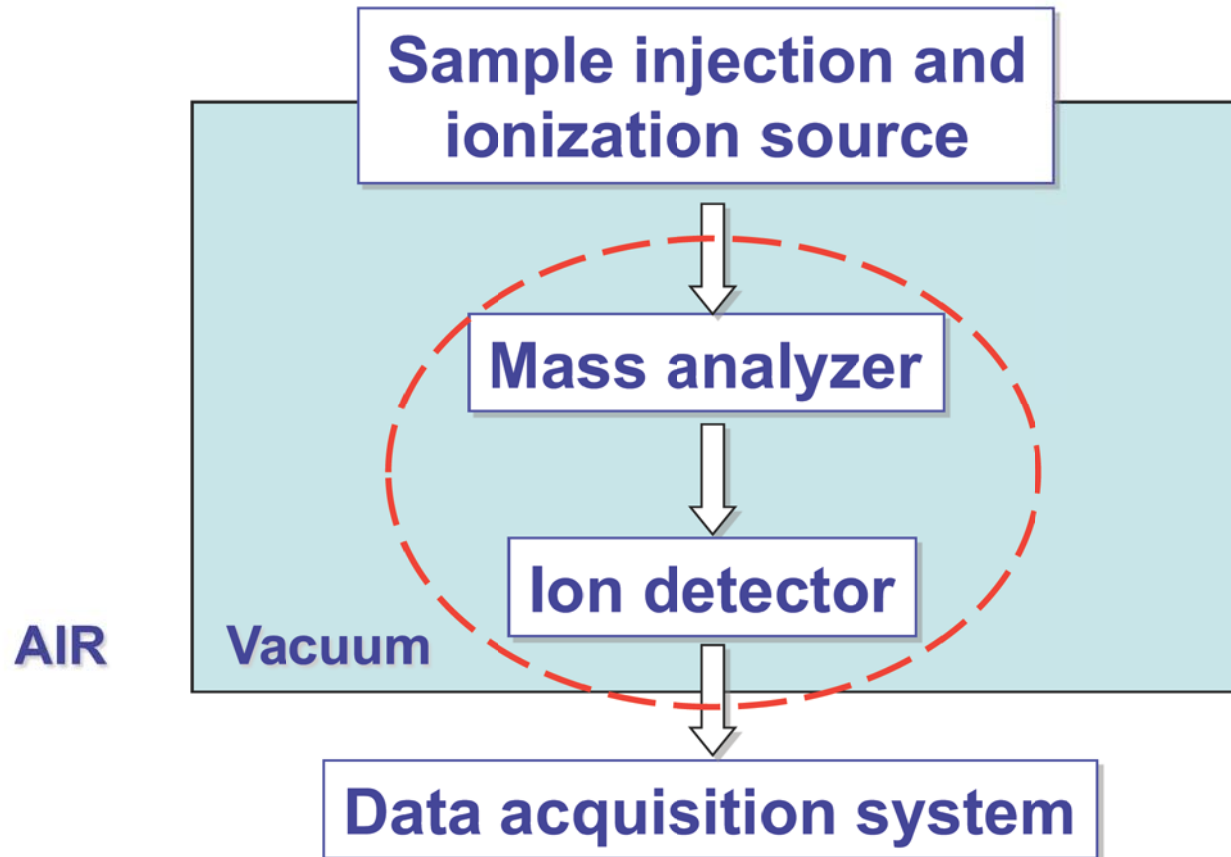 Sample injection and
ionization source
Mass analyzer
Ion detector
AIR
Vacuum
Data acquisition system